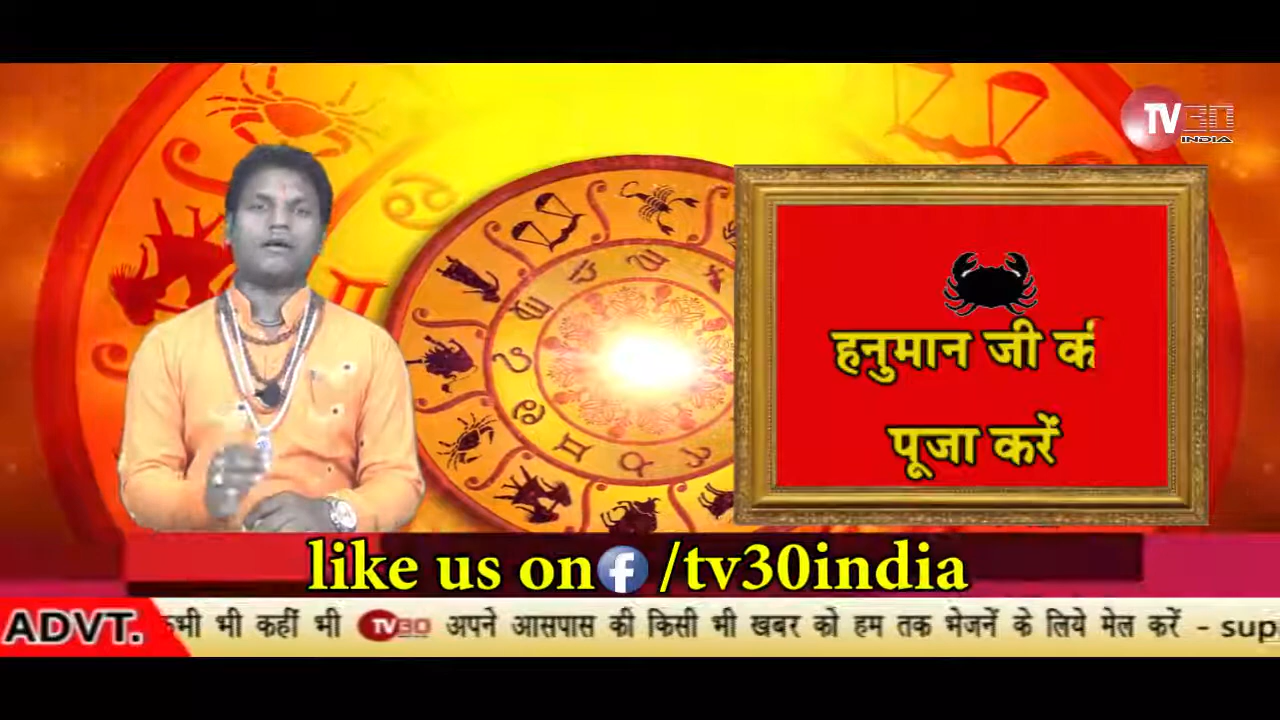 TV30
INDIA
हनुमान जी की
पूजा करें
like us on f /tv30india
ADVT. कभी भी कहीं भी TV30 अपने आसपास की किसी भी खबर को हम तक भेजनें के लिये मेल करें - sup